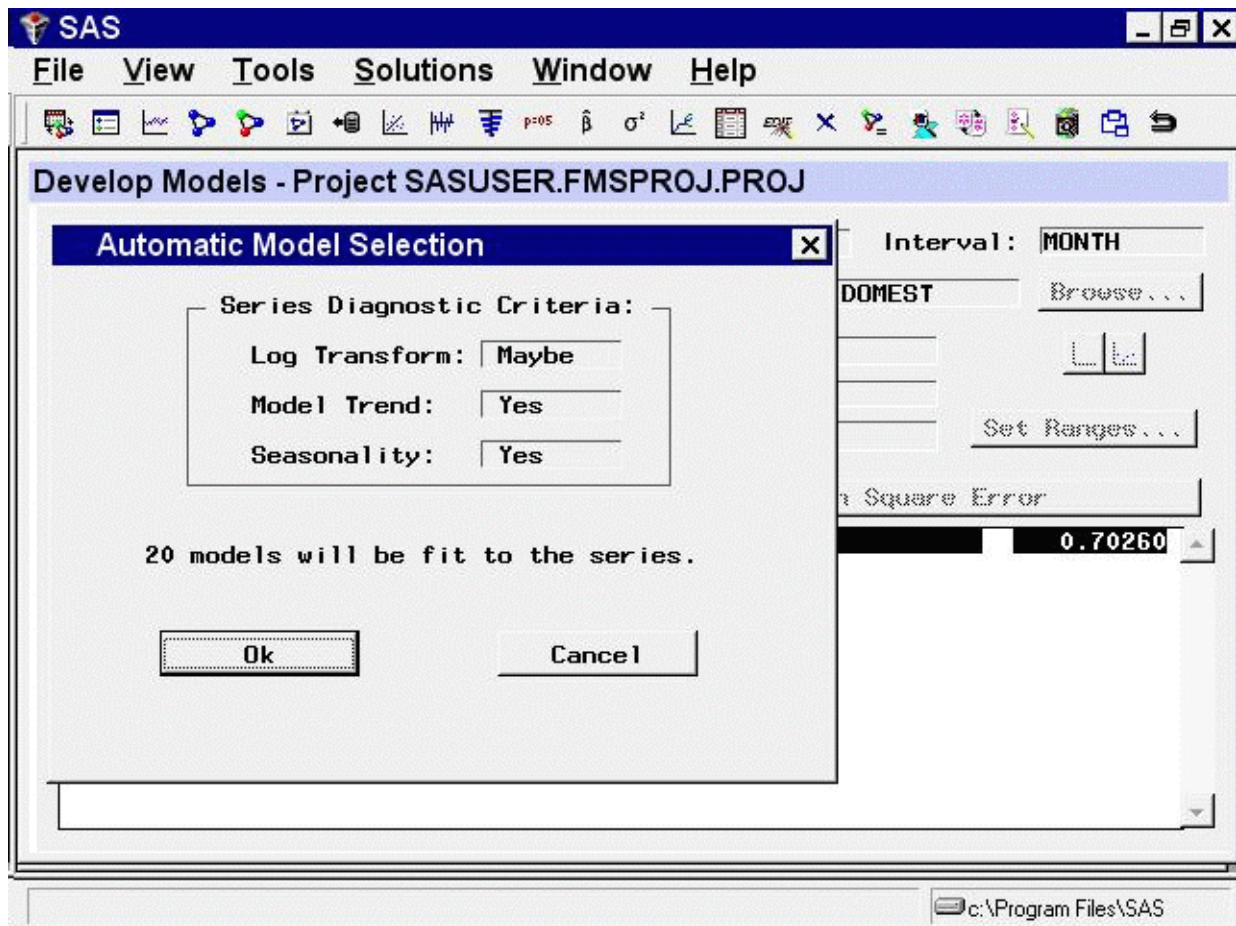 SAS
File View Tools Solutions Window Help
p=05 β̂ σ²
Develop Models - Project SASUSER.FMSPROJ.PROJ
Automatic Model Selection
Interval: MONTH
Series Diagnostic Criteria:
DOMEST Browse...
Log Transform: Maybe
Model Trend: Yes
Set Ranges...
Seasonality: Yes
Square Error
20 models will be fit to the series.
0.70260
Ok Cancel
c:\Program Files\SAS